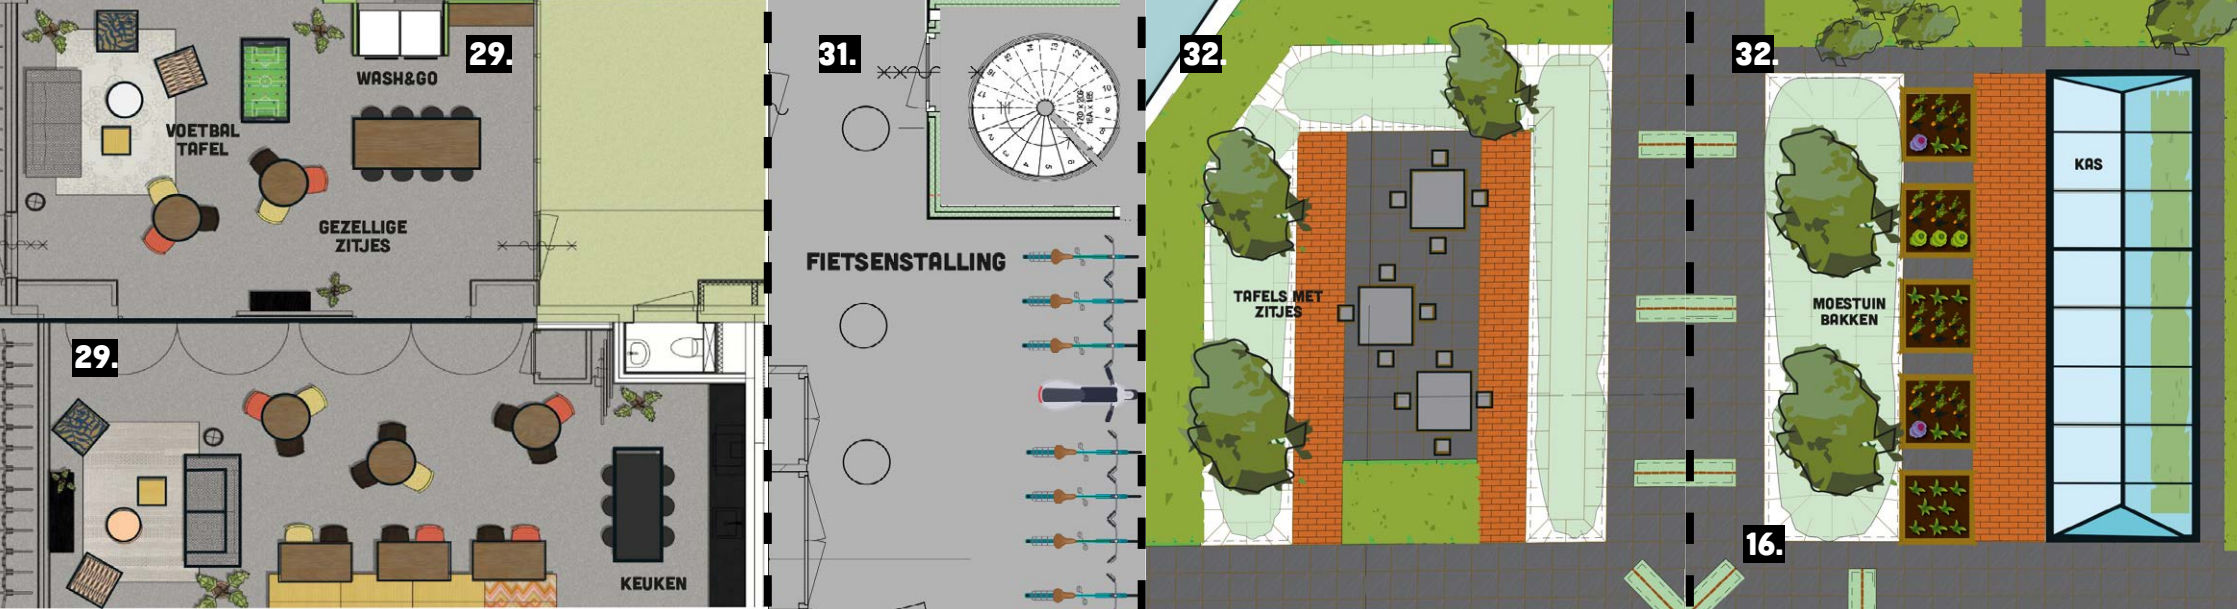 29.
WASH&GO
VOETBAL
TAFEL
GEZELLIGE
ZITJES
29.
KEUKEN
31.
FIETSENSTALLING
32.
TAFELS MET
ZITJES
32.
KAS
MOESTUIN
BAKKEN
16.